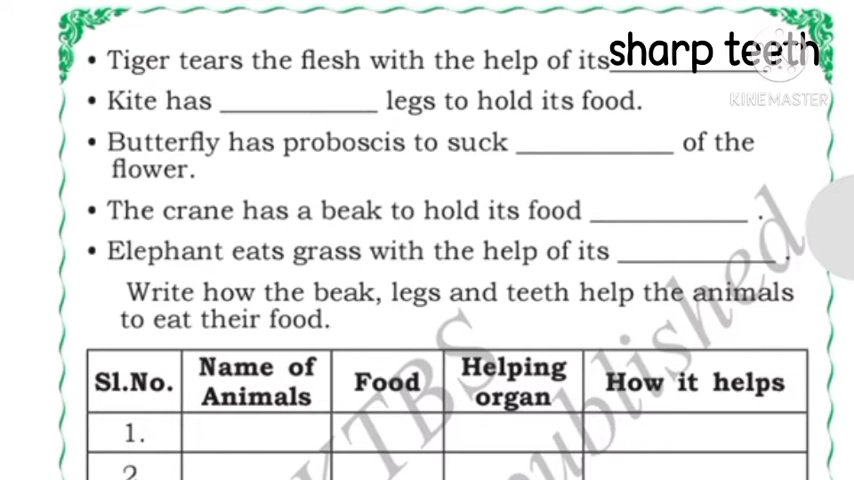 • Tiger tears the flesh with the help of its sharp teeth
KINEMASTER
• Kite has ___________ legs to hold its food.
• Butterfly has proboscis to suck ___________ of the
flower.
• The crane has a beak to hold its food ___________ .
• Elephant eats grass with the help of its ___________ .
Write how the beak, legs and teeth help the animals
to eat their food.
Sl.No. Name of Animals Food Helping organ How it helps
1.
2
KTBS
published